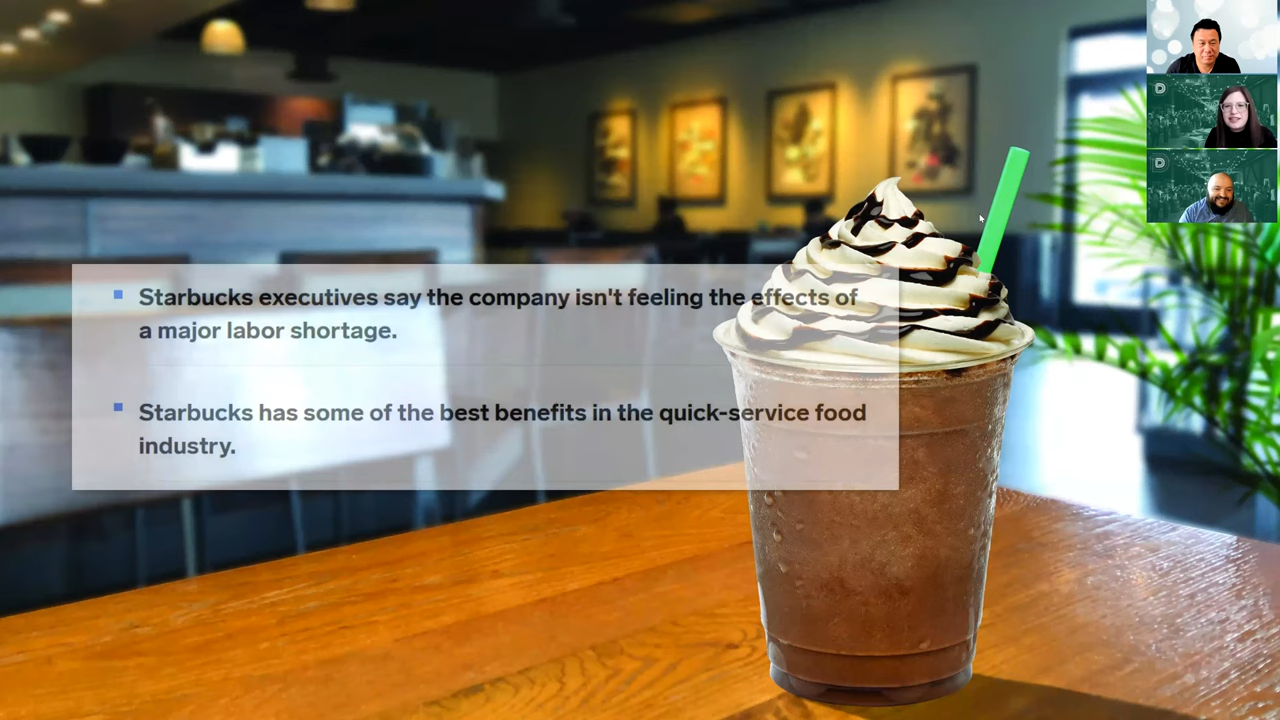 Starbucks executives say the company isn't feeling the effects of
a major labor shortage.
Starbucks has some of the best benefits in the quick-service food
industry.
D
D